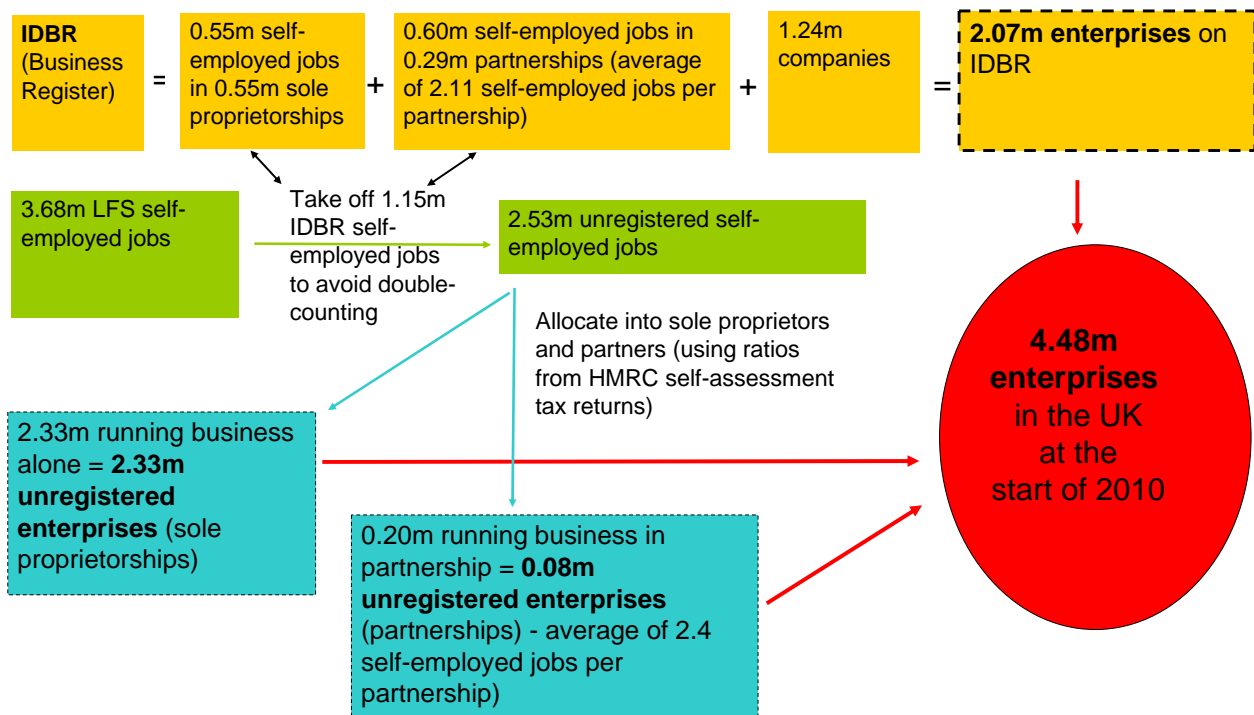 IDBR
(Business
Register)
=
0.55m self-
employed jobs
in 0.55m sole
proprietorships
+
0.60m self-employed jobs in
0.29m partnerships (average
of 2.11 self-employed jobs per
partnership)
+
1.24m
companies
=
2.07m enterprises on
IDBR
3.68m LFS self-
employed jobs
Take off 1.15m
IDBR self-
employed jobs
to avoid double-
counting
2.53m unregistered self-
employed jobs
Allocate into sole proprietors
and partners (using ratios
from HMRC self-assessment
tax returns)
2.33m running business
alone = 2.33m
unregistered
enterprises (sole
proprietorships)
0.20m running business in
partnership = 0.08m
unregistered enterprises
(partnerships) - average of 2.4
self-employed jobs per
partnership)
4.48m
enterprises
in the UK
at the
start of 2010